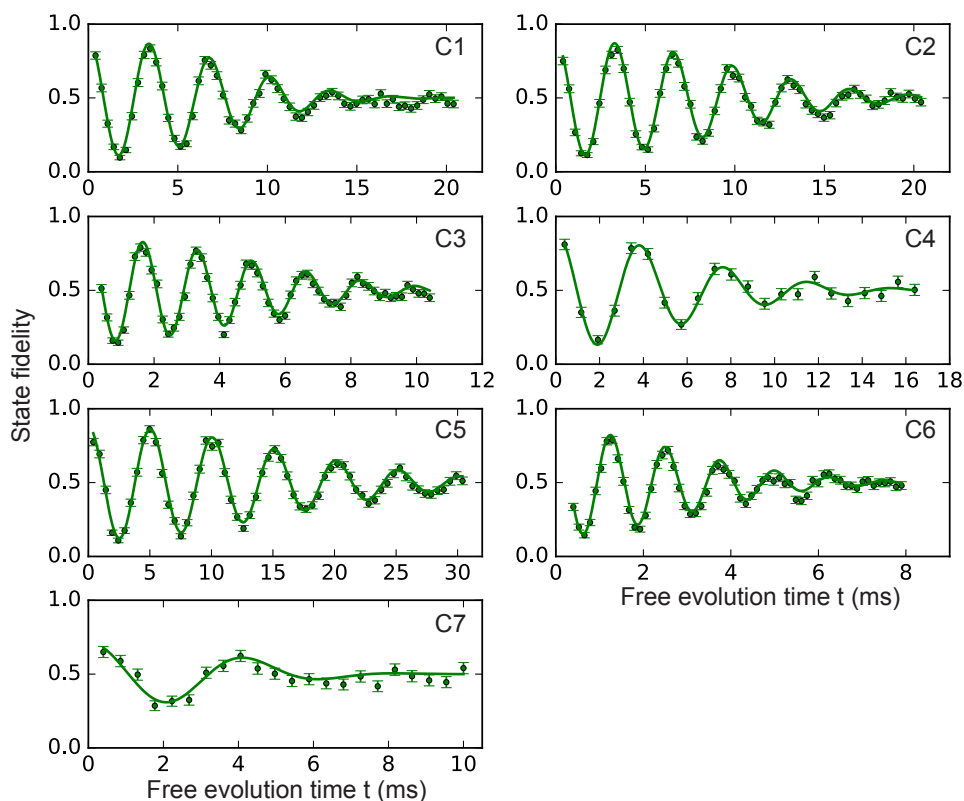 State fidelity
1.0
0.5
0.0
C1
0 5 10 15 20
1.0
0.5
0.0
C2
0 5 10 15 20
1.0
0.5
0.0
C3
0 2 4 6 8 10 12
1.0
0.5
0.0
C4
0 2 4 6 8 10 12 14 16 18
1.0
0.5
0.0
C5
0 5 10 15 20 25 30
1.0
0.5
0.0
C6
0 2 4 6 8
Free evolution time t (ms)
1.0
0.5
0.0
C7
0 2 4 6 8 10
Free evolution time t (ms)